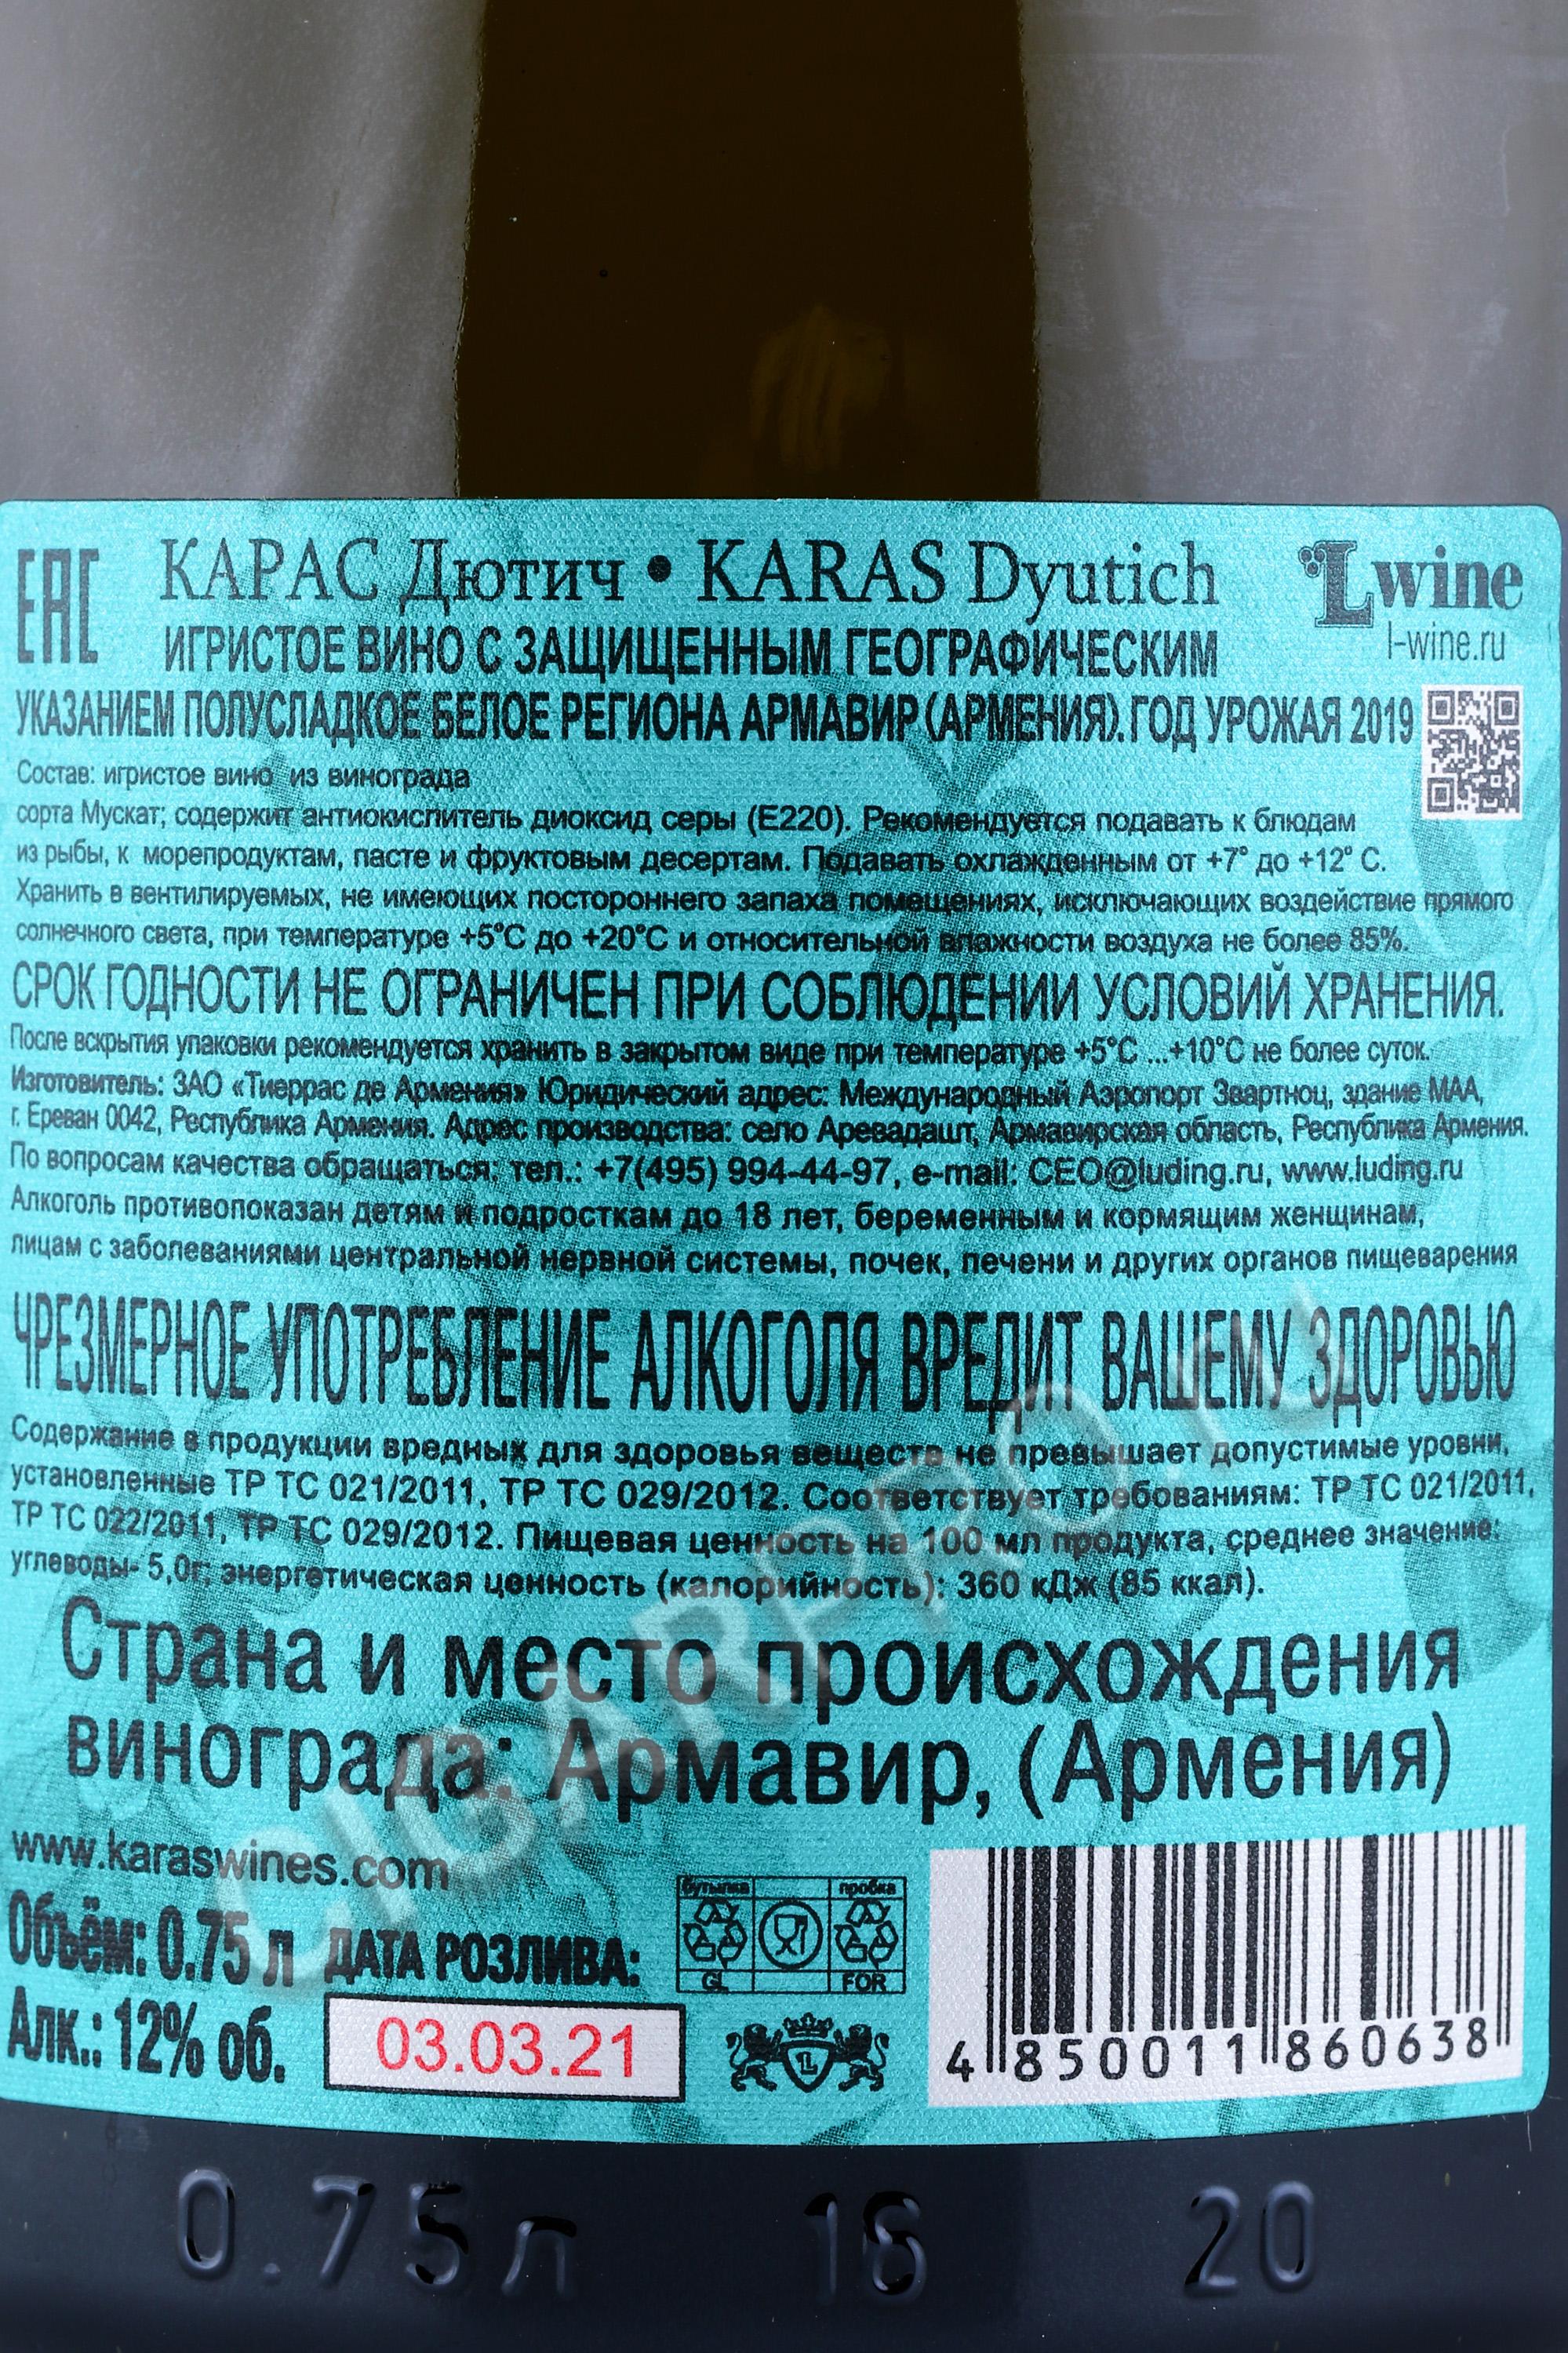 EAC
КАРАС Дютич • KARAS Dyutich
Lwine
l-wine.ru
ИГРИСТОЕ ВИНО С ЗАЩИЩЕННЫМ ГЕОГРАФИЧЕСКИМ
УКАЗАНИЕМ ПОЛУСЛАДКОЕ БЕЛОЕ РЕГИОНА АРМАВИР (АРМЕНИЯ). ГОД УРОЖАЯ 2019
Состав: игристое вино из винограда
сорта Мускат; содержит антиокислитель диоксид серы (Е220). Рекомендуется подавать к блюдам
из рыбы, к морепродуктам, пасте и фруктовым десертам. Подавать охлажденным от +7° до +12° С.
Хранить в вентилируемых, не имеющих постороннего запаха помещениях, исключающих воздействие прямого
солнечного света, при температуре +5°С до +20°С и относительной влажности воздуха не более 85%.
СРОК ГОДНОСТИ НЕ ОГРАНИЧЕН ПРИ СОБЛЮДЕНИИ УСЛОВИЙ ХРАНЕНИЯ.
После вскрытия упаковки рекомендуется хранить в закрытом виде при температуре +5°С ...+10°С не более суток.
Изготовитель: ЗАО «Тиеррас де Армения» Юридический адрес: Международный Аэропорт Звартноц, здание МАА,
г. Ереван 0042, Республика Армения. Адрес производства: село Аревадашт, Армавирская область, Республика Армения.
По вопросам качества обращаться: тел.: +7(495) 994-44-97, e-mail: CEO@luding.ru, www.luding.ru
Алкоголь противопоказан детям и подросткам до 18 лет, беременным и кормящим женщинам,
лицам с заболеваниями центральной нервной системы, почек, печени и других органов пищеварения
ЧРЕЗМЕРНОЕ УПОТРЕБЛЕНИЕ АЛКОГОЛЯ ВРЕДИТ ВАШЕМУ ЗДОРОВЬЮ
Содержание в продукции вредных для здоровья веществ не превышает допустимые уровни,
установленные ТР ТС 021/2011, ТР ТС 029/2012. Соответствует требованиям: ТР ТС 021/2011,
ТР ТС 022/2011, ТР ТС 029/2012. Пищевая ценность на 100 мл продукта, среднее значение:
углеводы- 5,0г; энергетическая ценность (калорийность): 360 кДж (85 ккал).
Страна и место происхождения
винограда: Армавир, (Армения)
CIGARPRO.ru
www.karaswines.com
Объём: 0.75 л
ДАТА РОЗЛИВА:
бутылка пробка
GL FOR
Алк.: 12% об.
03.03.21
L
4 850011 860638
0.75л 16 20